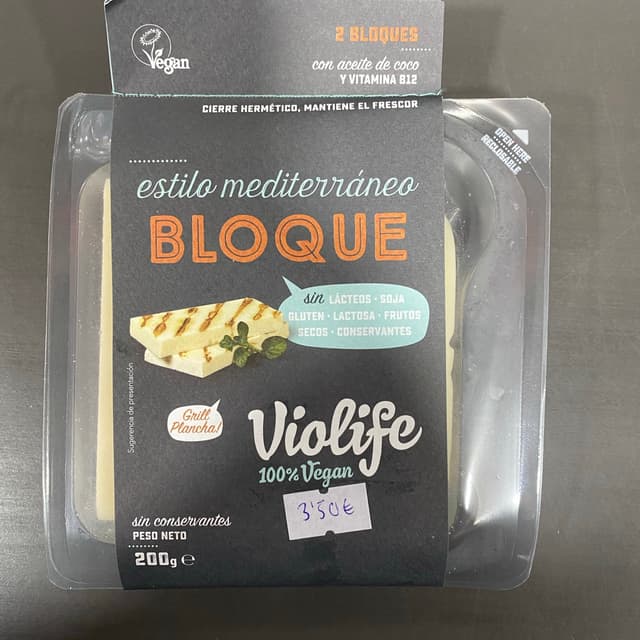 Vegan
2 BLOQUES
con aceite de coco
Y VITAMINA B12
CIERRE HERMÉTICO, MANTIENE EL FRESCOR
OPEN HERE
RECLOSABLE
estilo mediterráneo
BLOQUE
sin LÁCTEOS · SOJA
GLUTEN · LACTOSA · FRUTOS
SECOS · CONSERVANTES
Sugerencia de presentación
Grill
Plancha!
Violife
100% Vegan
3'50€
sin conservantes
PESO NETO
200g e